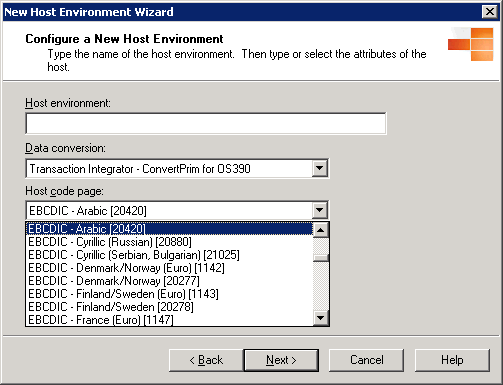 New Host Environment Wizard
Configure a New Host Environment
Type the name of the host environment. Then type or select the attributes of the
host.
Host environment:
Data conversion:
Transaction Integrator - ConvertPrim for OS390
Host code page:
EBCDIC - Arabic [20420]
EBCDIC - Arabic [20420]
EBCDIC - Cyrillic (Russian) [20880]
EBCDIC - Cyrillic (Serbian, Bulgarian) [21025]
EBCDIC - Denmark/Norway (Euro) [1142]
EBCDIC - Denmark/Norway [20277]
EBCDIC - Finland/Sweden (Euro) [1143]
EBCDIC - Finland/Sweden [20278]
EBCDIC - France (Euro) [1147]
< Back
Next >
Cancel
Help